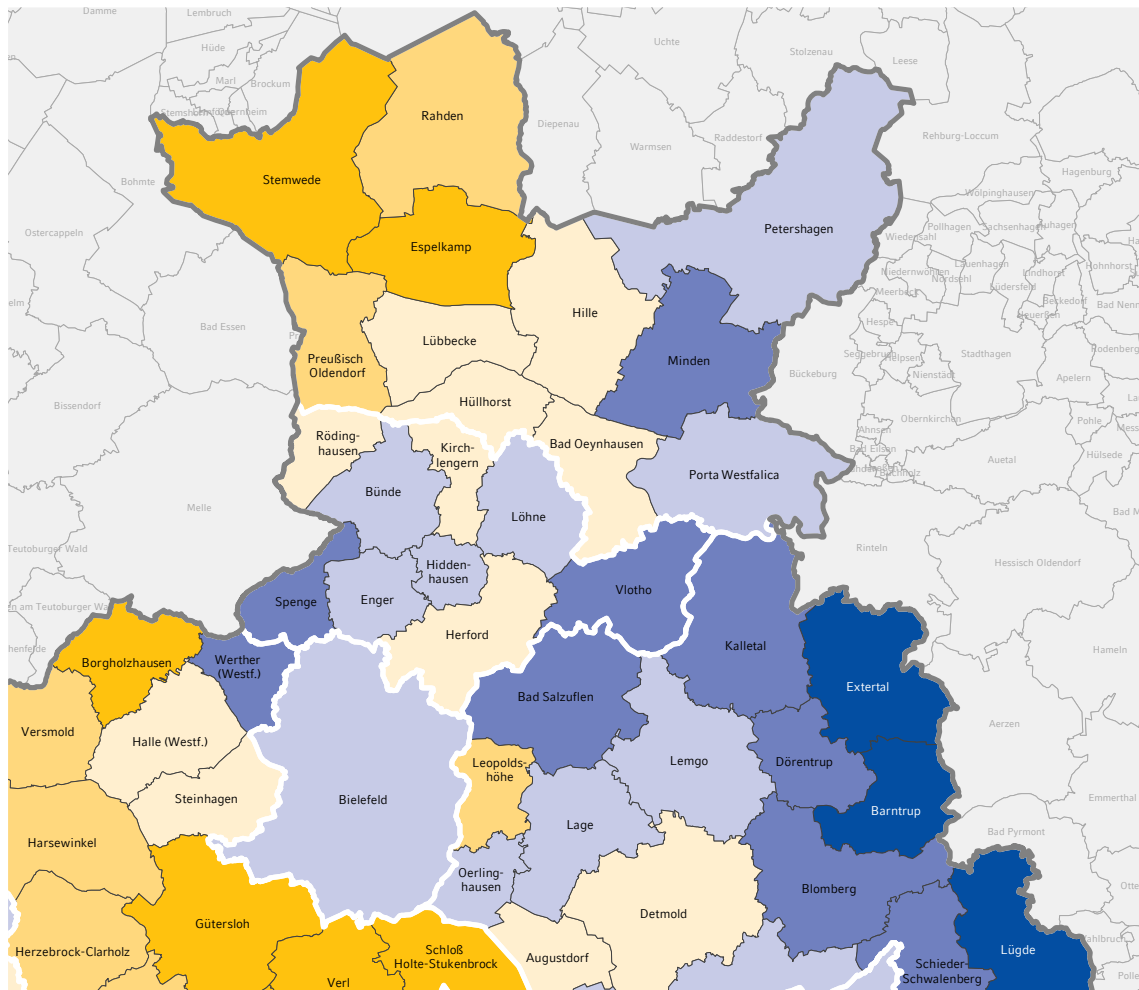 Damme
Lembruch
Hüde
Marl
Brockum
Quernheim
Uchte
Stolzenau
Leese
Diepenau
Warmsen
Raddestorf
Rehburg-Loccum
Hagenburg
Wölpinghausen
Bohmte
Ostercappeln
Rahden
Stemwede
Espelkamp
Petershagen
Wiedensahl
Pollhagen
Sachsenhagen
Auhagen
Niedernwöhren
Nordsehl
Lauenhagen
Lindhorst
Lüdersfeld
Hohnhorst
Meerbeck
Beckedorf
Heuerßen
Bad Nenn
Hespe
Hille
Bad Essen
Lübbecke
Preußisch
Oldendorf
Minden
Seggebruch
Helpsen
Stadthagen
Rodenberg
Nienstädt
Apelern
Bückeburg
Bissendorf
Hüllhorst
Obernkirchen
Pohle
Ahnsen
Bad Eilsen
Buchholz
Auetal
Hülsede
Röding-
hausen
Kirch-
lengern
Bad Oeynhausen
Porta Westfalica
Bünde
Löhne
Melle
Rinteln
Hessisch Oldendorf
Teutoburger Wald
Hidden-
hausen
Enger
Spenge
Vlotho
Herford
Kalletal
Hameln
Borgholzhausen
Werther
(Westf.)
Bad Salzuflen
Extertal
Aerzen
Versmold
Halle (Westf.)
Leopolds-
höhe
Lemgo
Dörentrup
Barntrup
Emmerthal
Steinhagen
Bielefeld
Lage
Bad Pyrmont
Harsewinkel
Oerling-
hausen
Blomberg
Gütersloh
Detmold
Herzebrock-Clarholz
Schloß
Holte-Stukenbrock
Augustdorf
Schieder-
Schwalenberg
Lügde
Verl